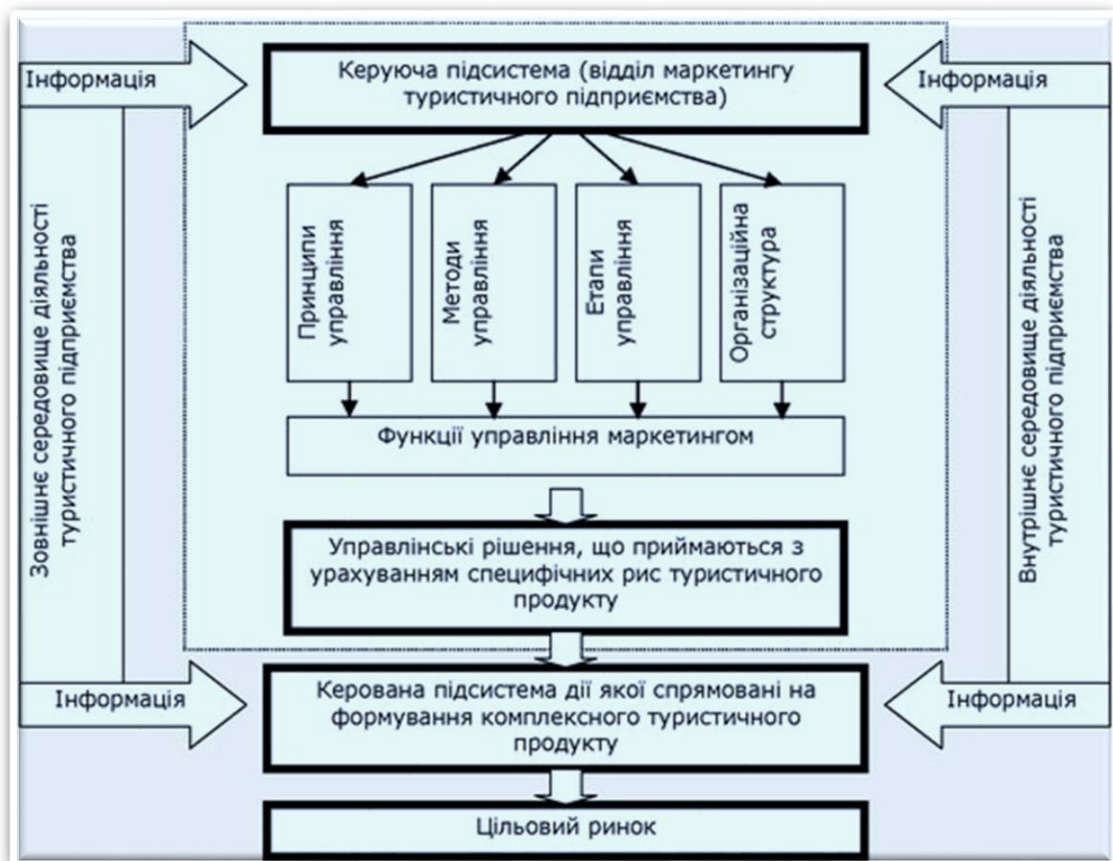 Інформація
Керуюча підсистема (відділ маркетингу
туристичного підприємства)
Інформація
Зовнішнє середовище діяльності
туристичного підприємства
Принципи
управління
Методи
управління
Етапи
управління
Організаційна
структура
Внутрішнє середовище діяльності
туристичного підприємства
Функції управління маркетингом
Управлінські рішення, що приймаються з
урахуванням специфічних рис туристичного
продукту
Інформація
Керована підсистема дії якої спрямовані на
формування комплексного туристичного
продукту
Інформація
Цільовий ринок